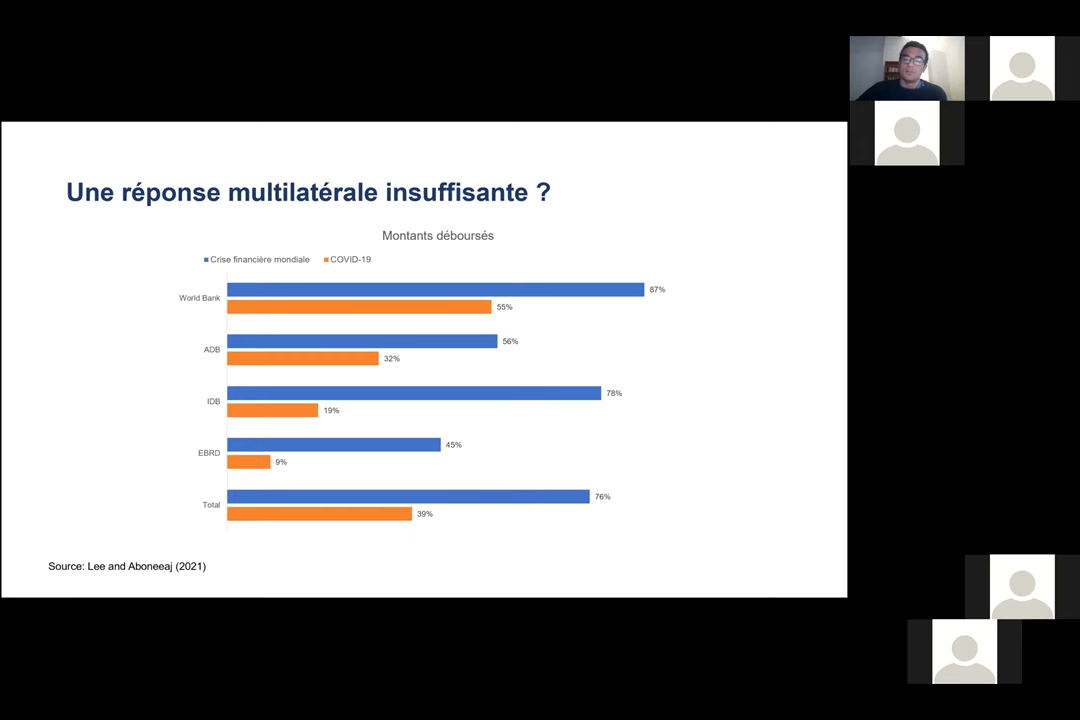 Une réponse multilatérale insuffisante ?
Montants déboursés
Crise financière mondiale COVID-19
World Bank 87%
55%
ADB 56%
32%
IDB 78%
19%
EBRD 45%
9%
Total 76%
39%
Source: Lee and Aboneeaj (2021)